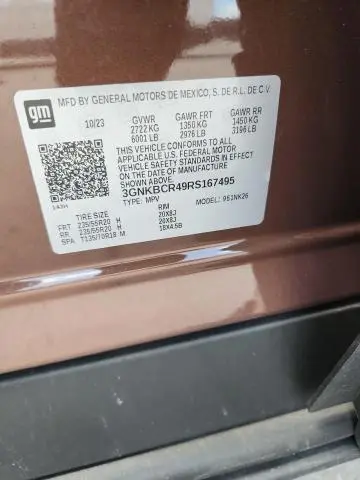 gm
MFD BY GENERAL MOTORS DE MEXICO, S. DE R.L. DE C.V.
10/23 GVWR GAWR FRT GAWR RR
2722 KG 1350 KG 1450 KG
6001 LB 2976 LB 3196 LB
THIS VEHICLE CONFORMS TO ALL
APPLICABLE U.S. FEDERAL MOTOR
VEHICLE SAFETY STANDARDS IN EFFECT
ON THE DATE OF MANUFACTURE
SHOWN ABOVE.
3GNKBCR49RS167495
TYPE: MPV MODEL: 961NK26
TIRE SIZE RIM
FRT 235/55R20 H 20X8J
RR 235/55R20 H 20X8J
SPA T135/70R18 M 18X4.5B